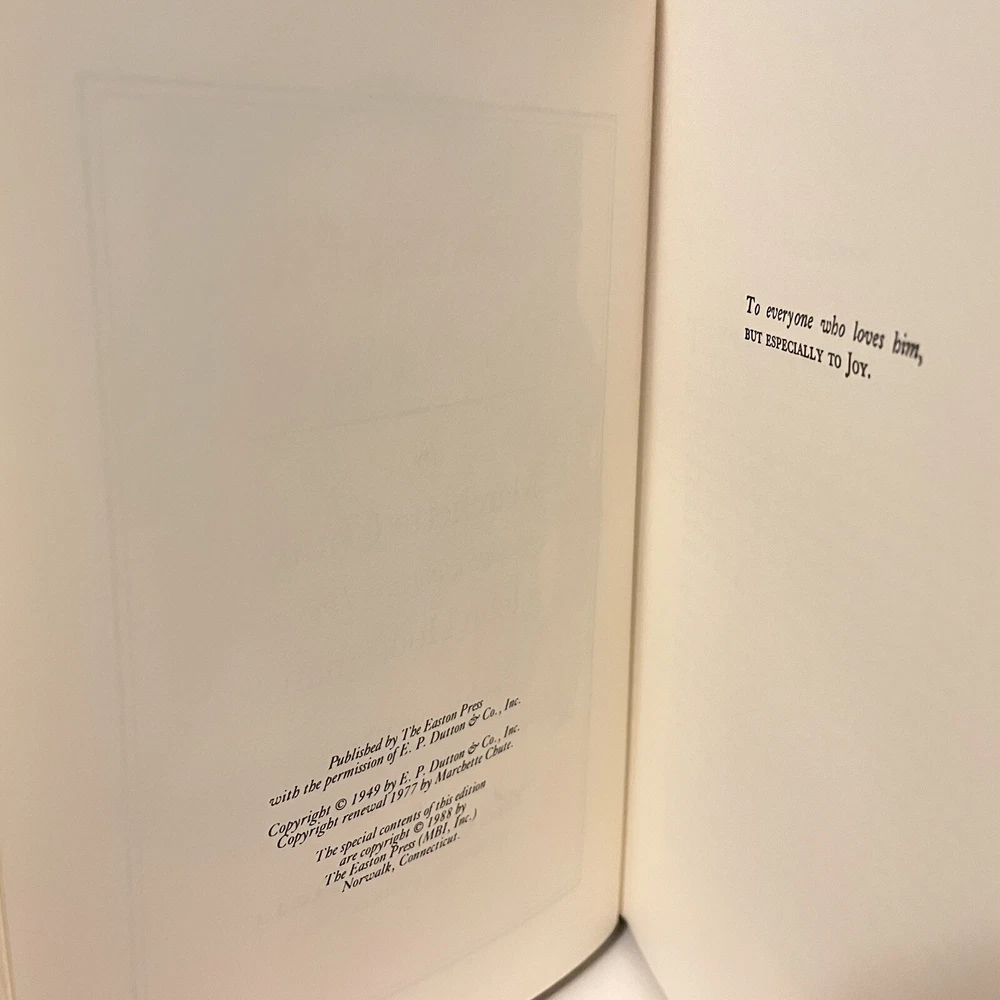 Published by The Easton Press
with the permission of E. P. Dutton & Co., Inc.
Copyright © 1949 by E. P. Dutton & Co., Inc.
Copyright renewal 1977 by Marchette Chute.
The special contents of this edition
are copyright © 1988 by
The Easton Press (MBI, Inc.)
Norwalk, Connecticut.
To everyone who loves him,
BUT ESPECIALLY TO JOY.